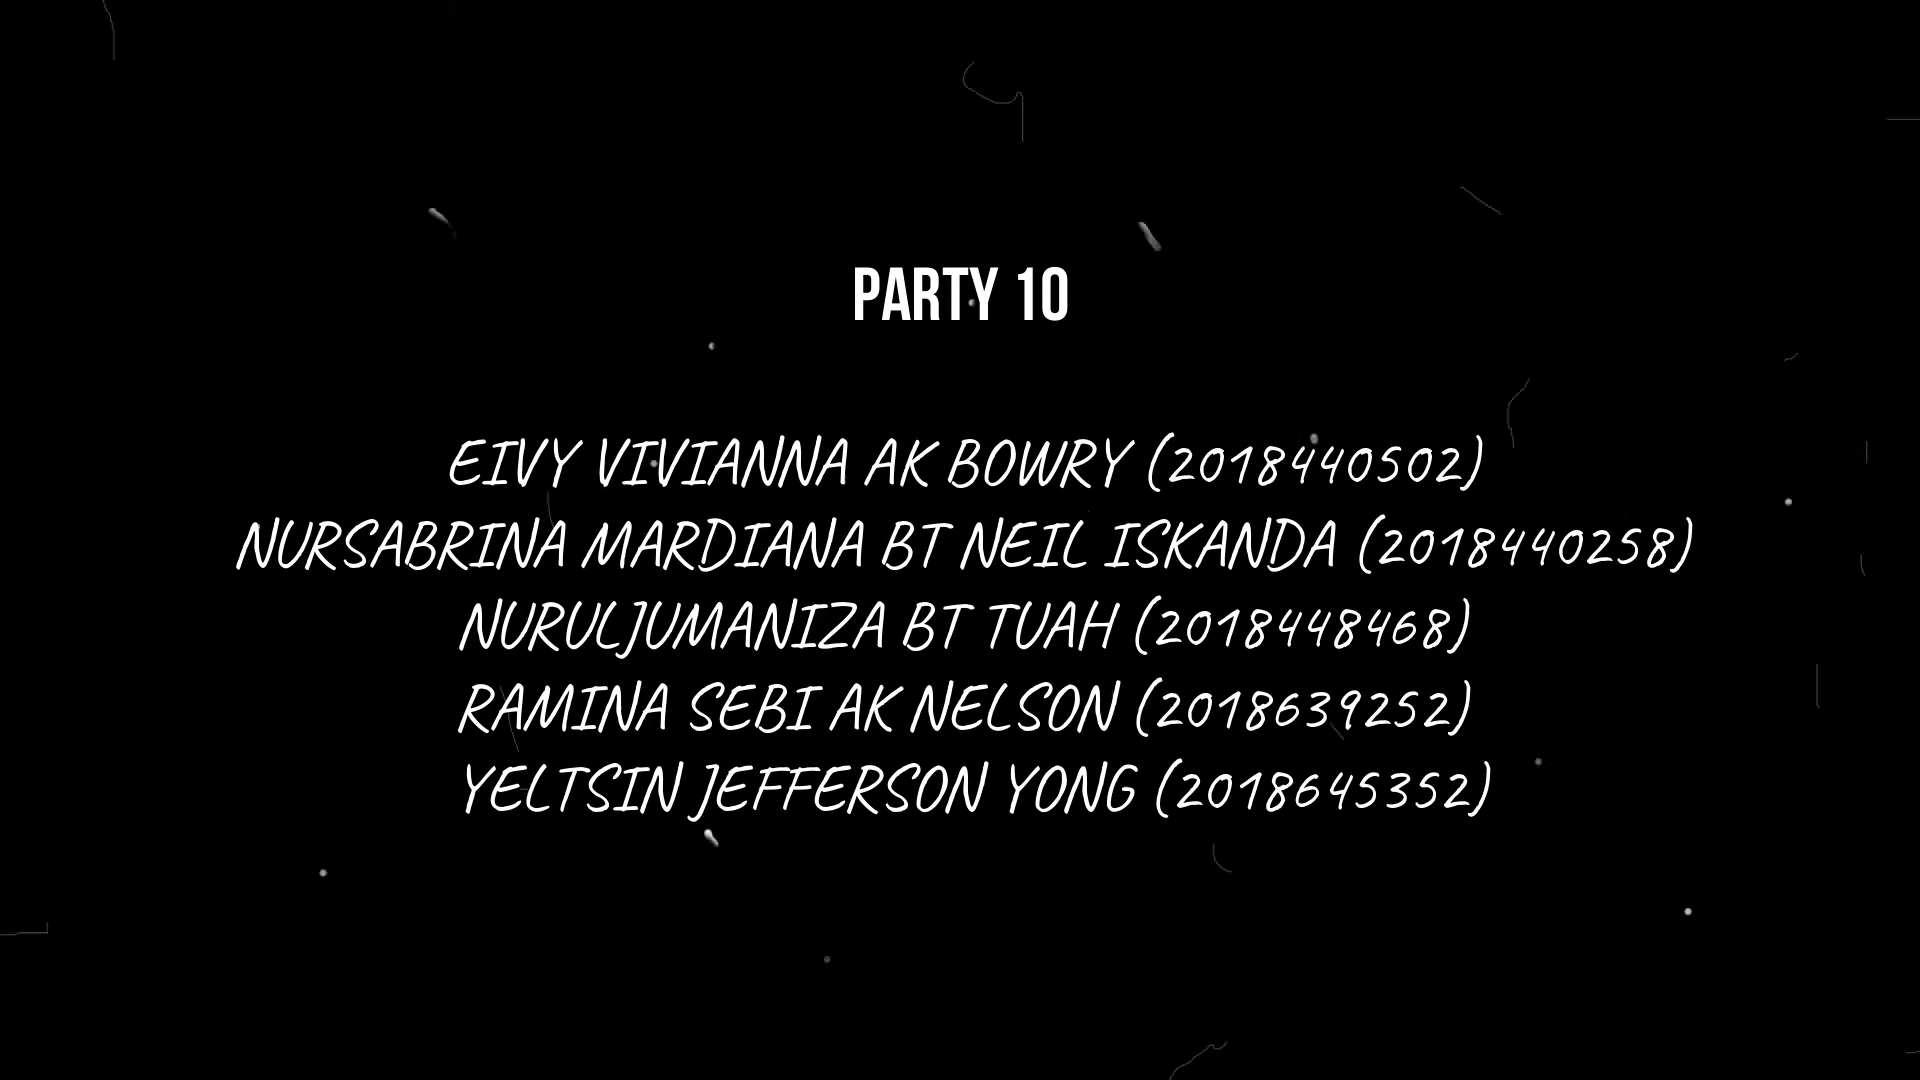 PARTY 10
EIVY VIVIANNA AK BOWRY (2018440502)
NURSABRINA MARDIANA BT NEIL ISKANDA (2018440258)
NURULJUMANIZA BT TUAH (2018448468)
RAMINA SEBI AK NELSON (2018639252)
YELTSIN JEFFERSON YONG (2018645352)